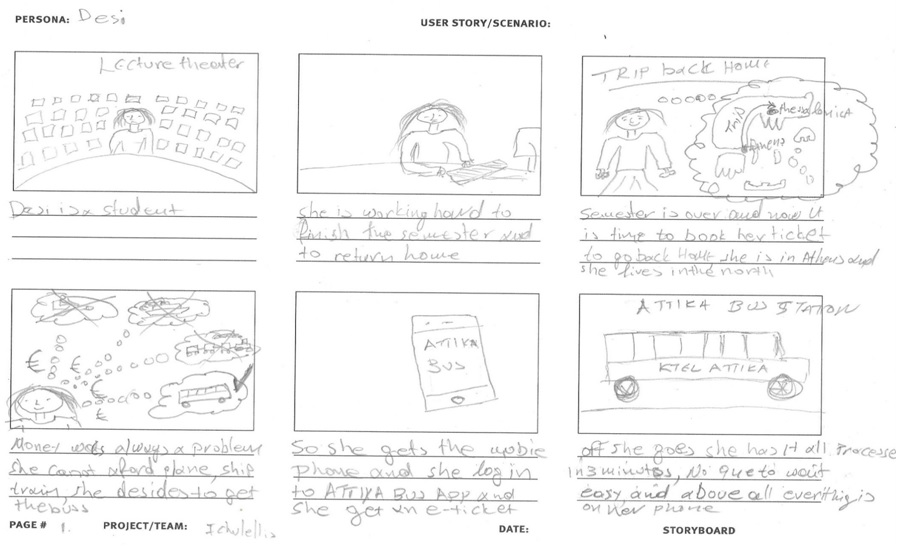 PERSONA: Desi
USER STORY/SCENARIO:
Lecture theater
Desi is a student
she is working hard to
finish the semester and
to return home
TRIP back HOME
thessalonica
Trip
Athens
Semester is over and now it
is time to book her ticket
to go back Home she is in Athens and
she lives in the north
€
€
€
€
Money was always a problem
she canot aford plane, ship
train, she desides to get
the buss
ATTIKA
BUS
So she gets the mobie
phone and she log in
to ATTIKA Bus App and
She get an e-ticket
ATTIKA BUS STATION
KTEL ATTIKA
off she goes she has it all. Processe
in 3 minutes, No que to wait
easy and above all everthing is
on her phone
PAGE # 1.
PROJECT/TEAM:
DATE:
STORYBOARD